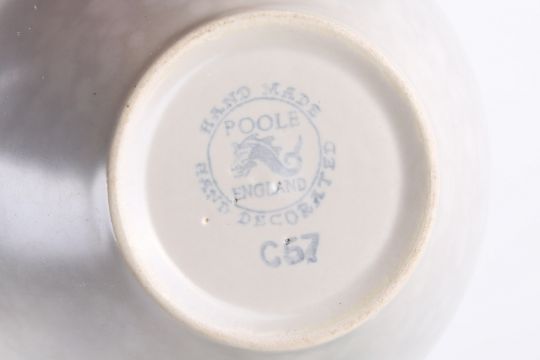 HAND MADE
POOLE
ENGLAND
HAND DECORATED
C57